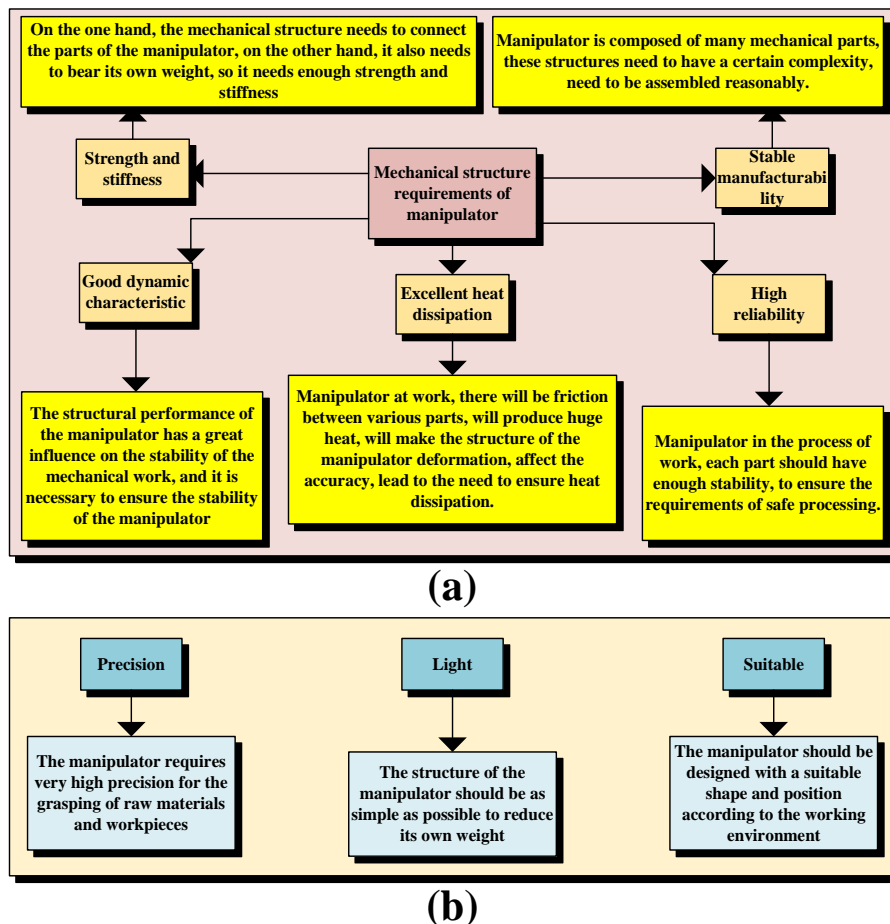 On the one hand, the mechanical structure needs to connect
the parts of the manipulator, on the other hand, it also needs
to bear its own weight, so it needs enough strength and
stiffness
Manipulator is composed of many mechanical parts,
these structures need to have a certain complexity,
need to be assembled reasonably.
Strength and
stiffness
Mechanical structure
requirements of
manipulator
Stable
manufacturabi
lity
Good dynamic
characteristic
Excellent heat
dissipation
High
reliability
The structural performance of
the manipulator has a great
influence on the stability of the
mechanical work, and it is
necessary to ensure the stability
of the manipulator
Manipulator at work, there will be friction
between various parts, will produce huge
heat, will make the structure of the
manipulator deformation, affect the
accuracy, lead to the need to ensure heat
dissipation.
Manipulator in the process of
work, each part should have
enough stability, to ensure the
requirements of safe processing.
(a)
Precision
Light
Suitable
The manipulator requires
very high precision for the
grasping of raw materials
and workpieces
The structure of the
manipulator should be as
simple as possible to reduce
its own weight
The manipulator should be
designed with a suitable
shape and position
according to the working
environment
(b)